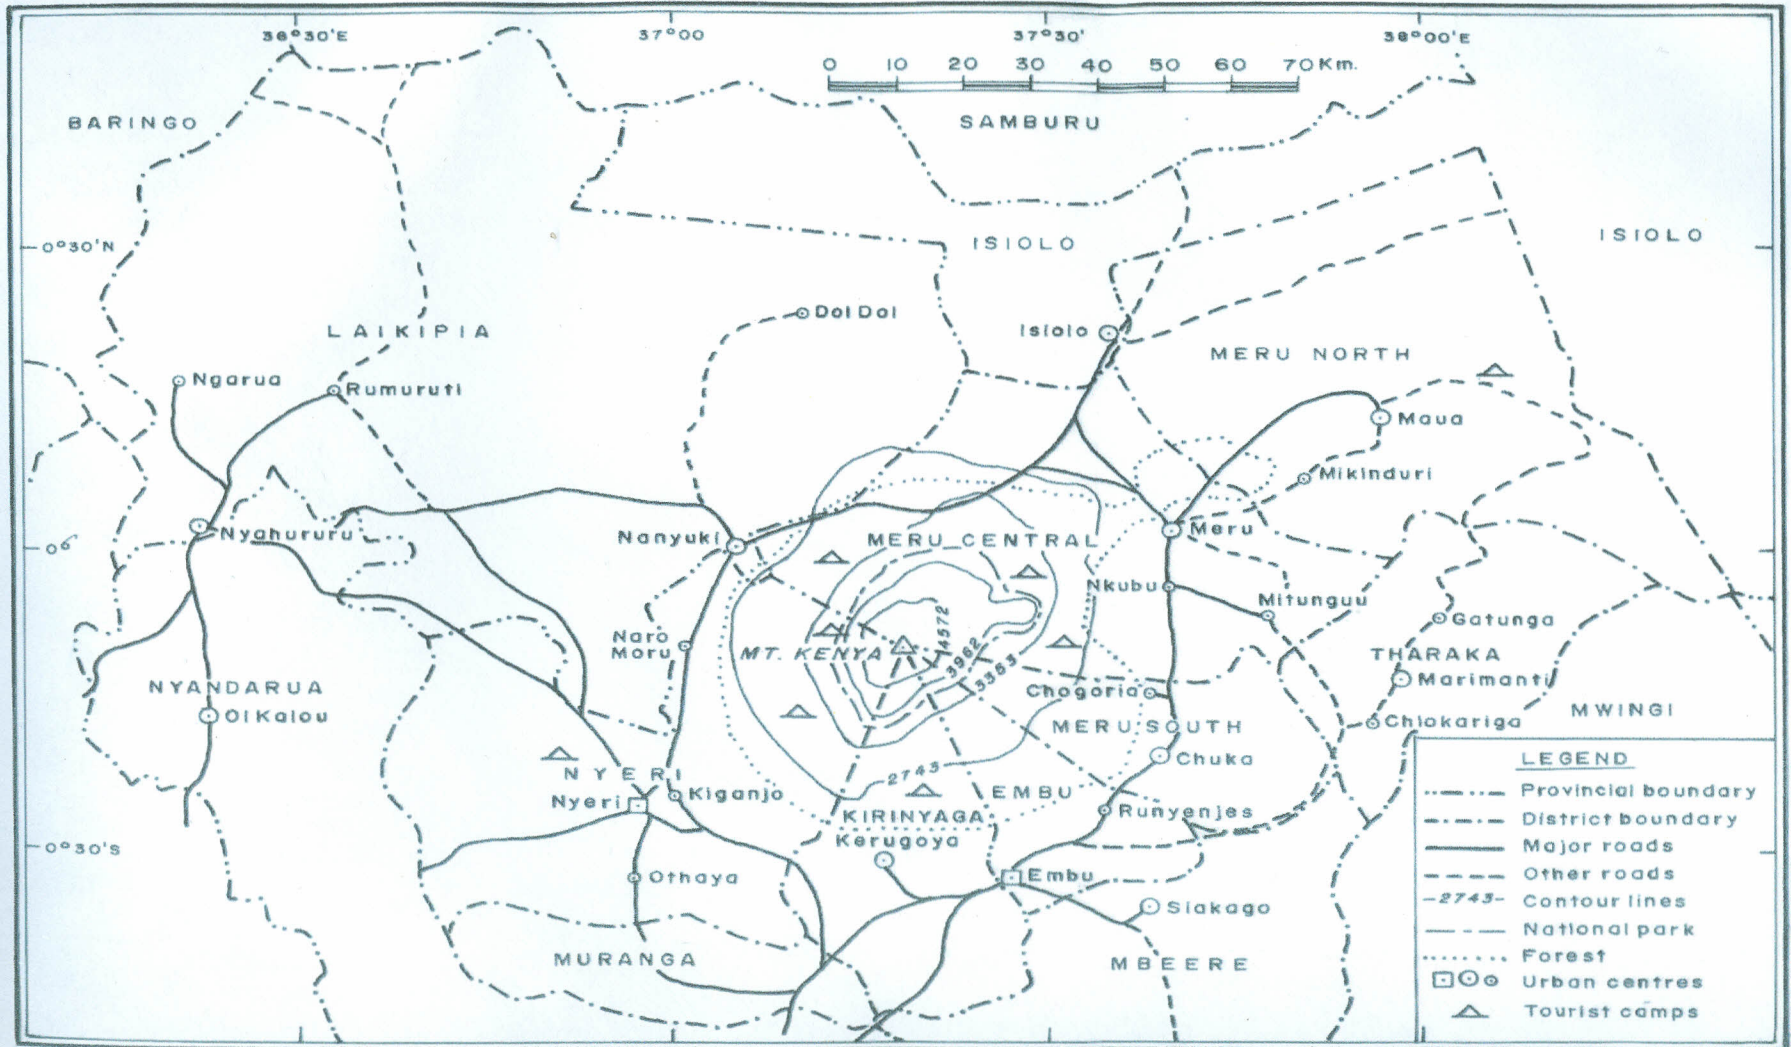 36°30'E 37°00 37°30' 38°00'E
0 10 20 30 40 50 60 70 Km.
BARINGO
SAMBURU
0°30'N
ISIOLO
ISIOLO
Dol Dol
LAIKIPIA
Isiolo
MERU NORTH
Ngarua
Rumuruti
Maua
Mikinduri
Nyahururu
Nanyuki
MERU CENTRAL
Meru
0°
Nkubu
Mitunguu
Gatunga
Naro
Moru
MT. KENYA
4572
3962
3353
THARAKA
Marimanti
NYANDARUA
Ol Kalou
Chogoria
MERU SOUTH
Chiokariga
MWINGI
Chuka
2743
NYERI
Nyeri
Kiganjo
EMBU
KIRINYAGA
Runyenjes
Kerugoya
0°30'S
Othaya
Embu
Siakago
MURANGA
MBEERE
LEGEND
Provincial boundary
District boundary
Major roads
Other roads
-2743- Contour lines
National park
Forest
Urban centres
Tourist camps